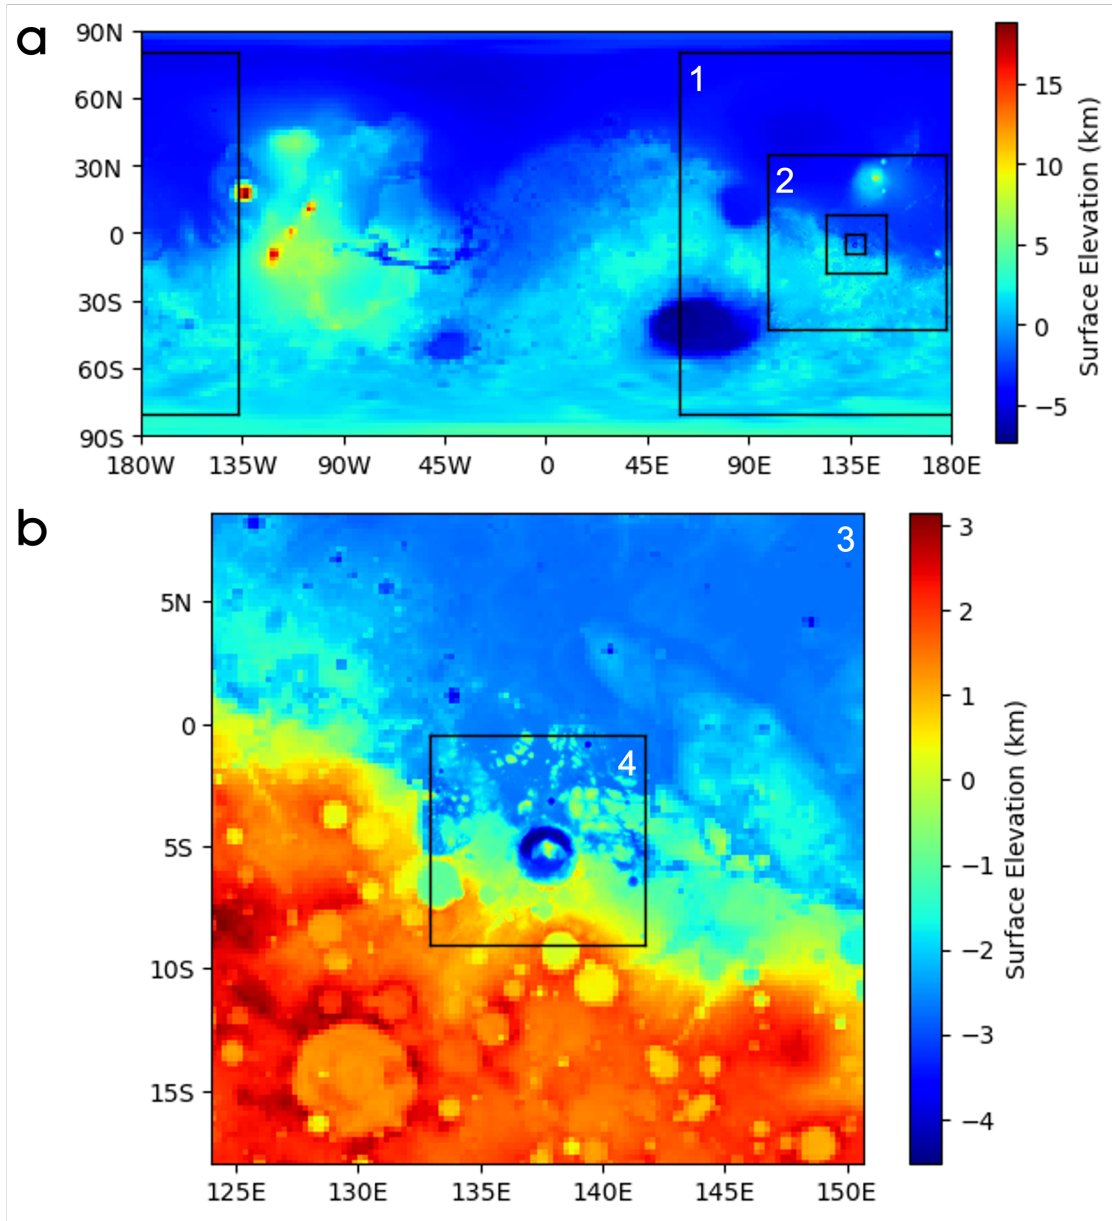 a
90N
60N
30N
0
30S
60S
90S
180W 135W 90W 45W 0 45E 90E 135E 180E
1
2
15
10
5
0
−5
Surface Elevation (km)
b
5N
0
5S
10S
15S
125E 130E 135E 140E 145E 150E
3
4
3
2
1
0
−1
−2
−3
−4
Surface Elevation (km)